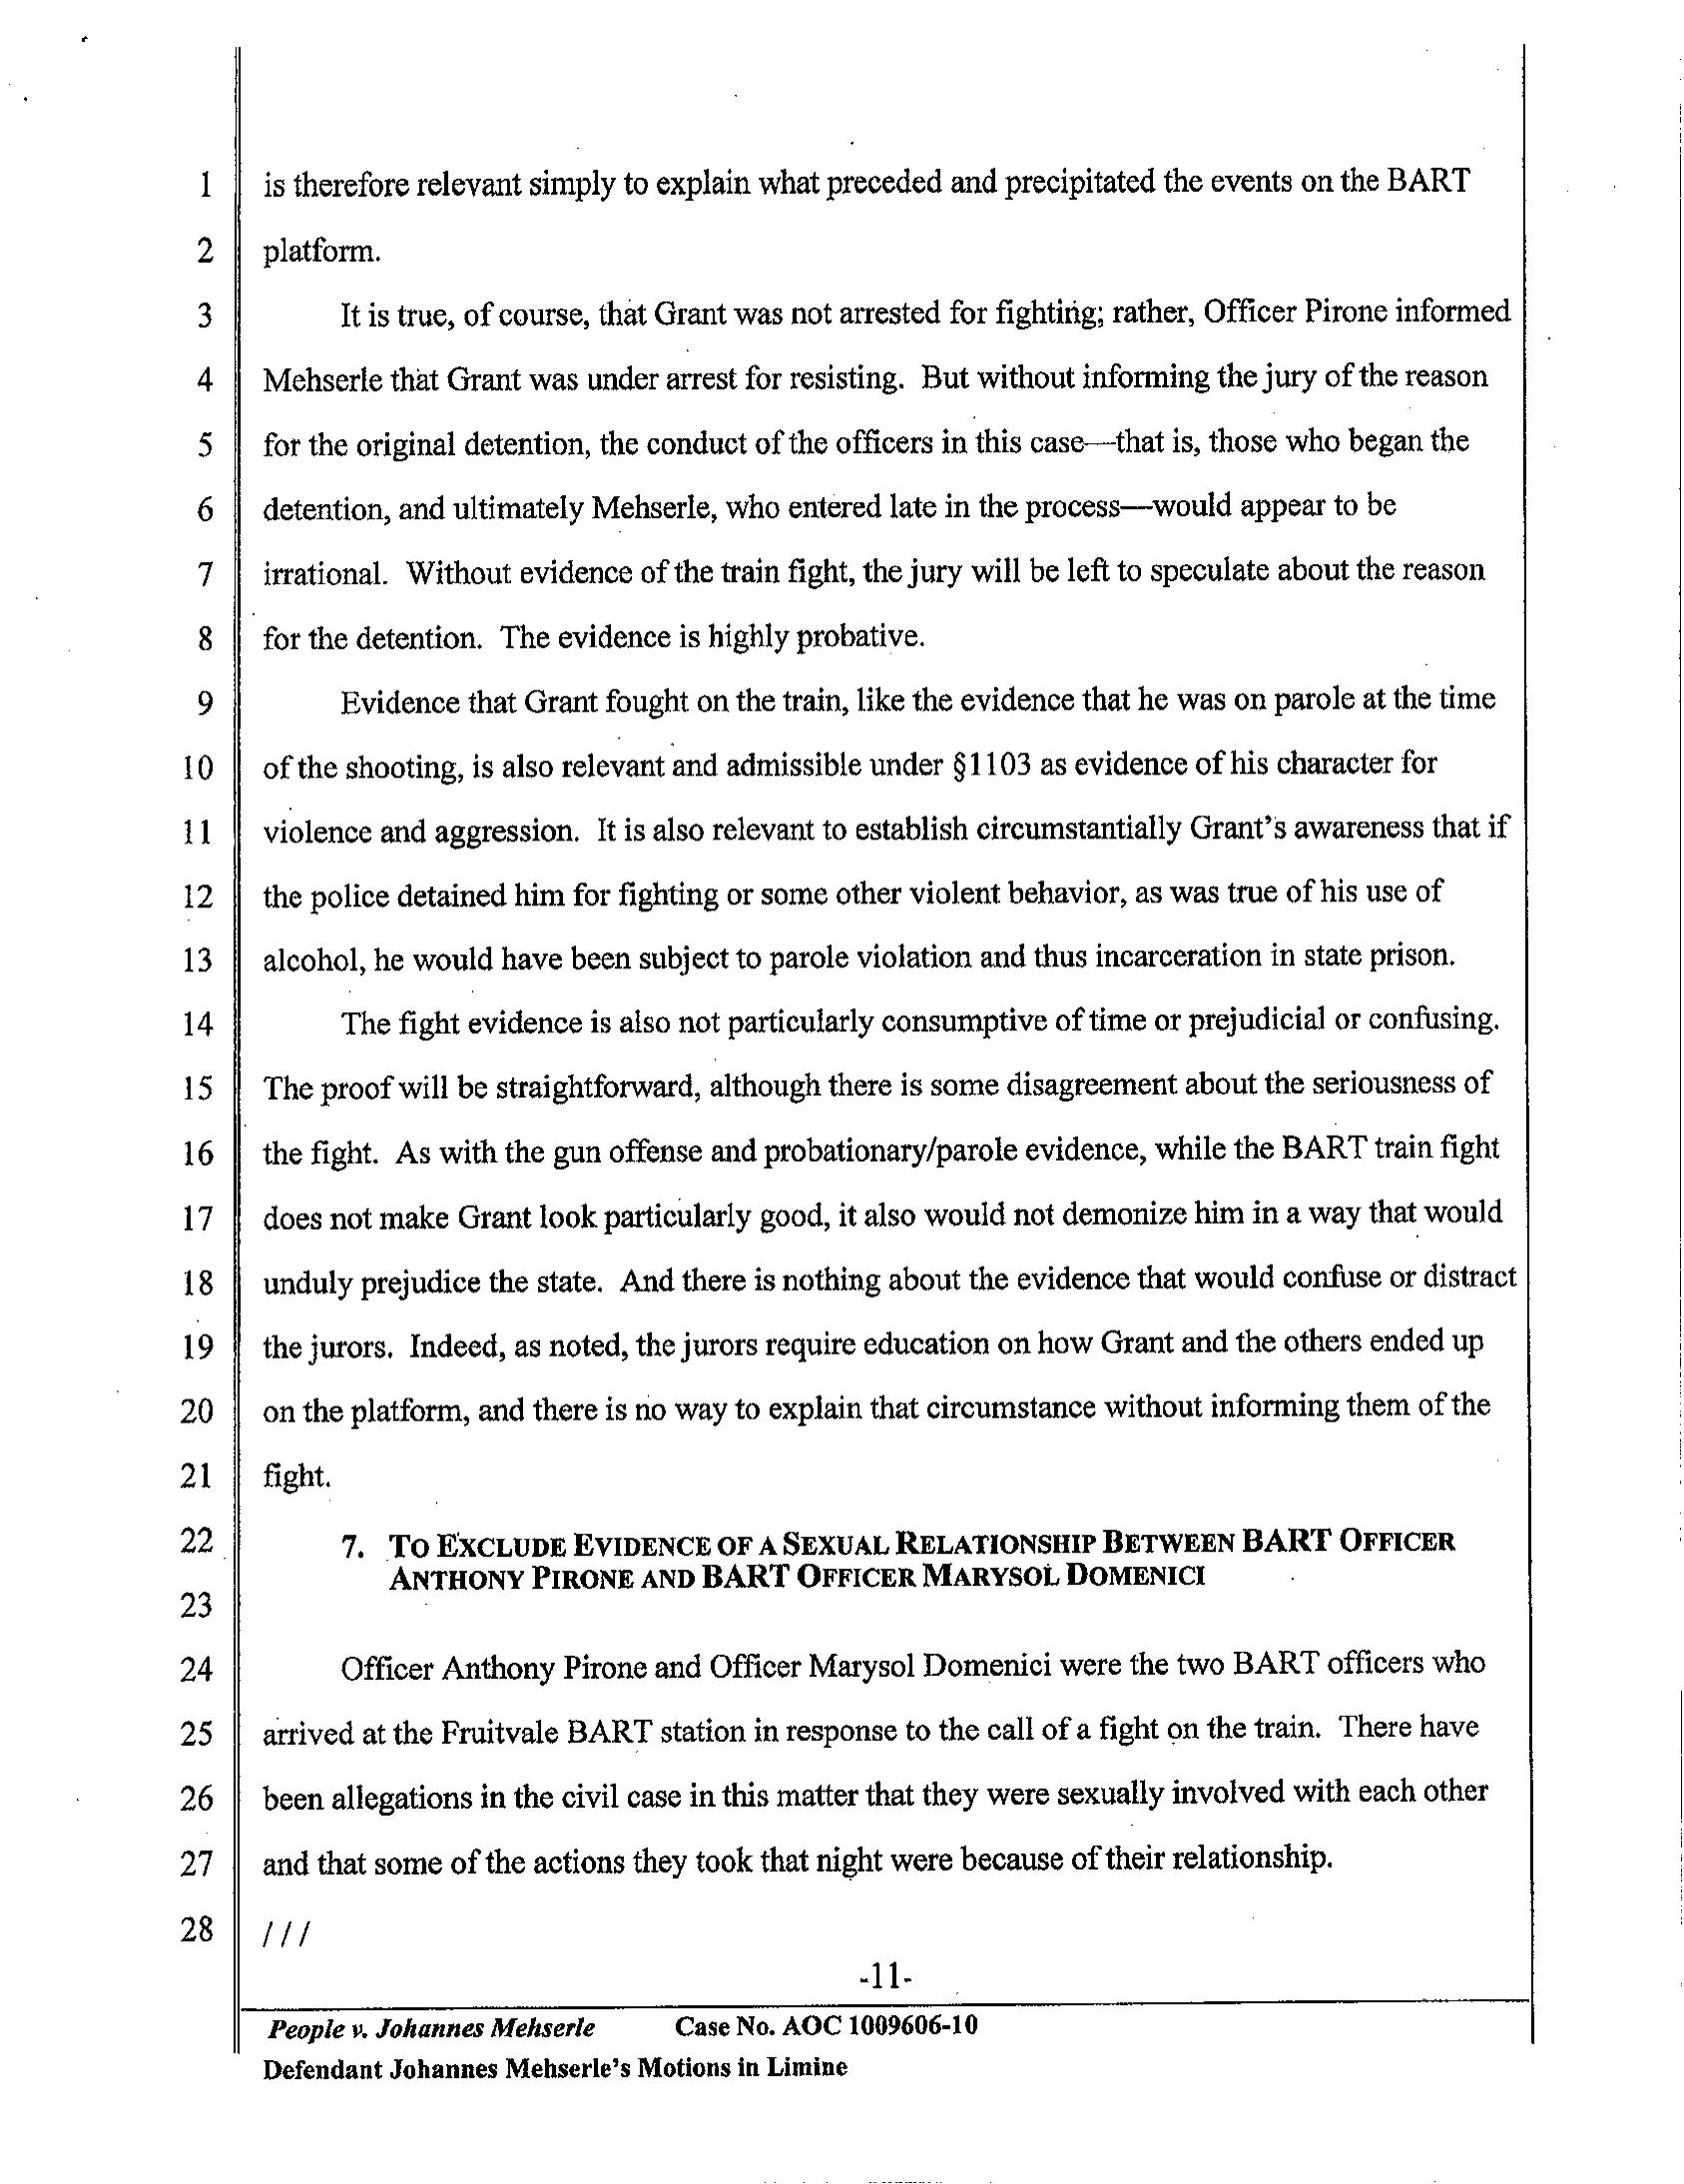 1 is therefore relevant simply to explain what preceded and precipitated the events on the BART
2 platform.
3 It is true, of course, that Grant was not arrested for fighting; rather, Officer Pirone informed
4 Mehserle that Grant was under arrest for resisting. But without informing the jury of the reason
5 for the original detention, the conduct of the officers in this case—that is, those who began the
6 detention, and ultimately Mehserle, who entered late in the process—would appear to be
7 irrational. Without evidence of the train fight, the jury will be left to speculate about the reason
8 for the detention. The evidence is highly probative.
9 Evidence that Grant fought on the train, like the evidence that he was on parole at the time
10 of the shooting, is also relevant and admissible under §1103 as evidence of his character for
11 violence and aggression. It is also relevant to establish circumstantially Grant's awareness that if
12 the police detained him for fighting or some other violent behavior, as was true of his use of
13 alcohol, he would have been subject to parole violation and thus incarceration in state prison.
14 The fight evidence is also not particularly consumptive of time or prejudicial or confusing.
15 The proof will be straightforward, although there is some disagreement about the seriousness of
16 the fight. As with the gun offense and probationary/parole evidence, while the BART train fight
17 does not make Grant look particularly good, it also would not demonize him in a way that would
18 unduly prejudice the state. And there is nothing about the evidence that would confuse or distract
19 the jurors. Indeed, as noted, the jurors require education on how Grant and the others ended up
20 on the platform, and there is no way to explain that circumstance without informing them of the
21 fight.
22 7. TO EXCLUDE EVIDENCE OF A SEXUAL RELATIONSHIP BETWEEN BART OFFICER
ANTHONY PIRONE AND BART OFFICER MARYSOL DOMENICI
23
24 Officer Anthony Pirone and Officer Marysol Domenici were the two BART officers who
25 arrived at the Fruitvale BART station in response to the call of a fight on the train. There have
26 been allegations in the civil case in this matter that they were sexually involved with each other
27 and that some of the actions they took that night were because of their relationship.
28 / / /
-11-
People v. Johannes Mehserle Case No. AOC 1009606-10
Defendant Johannes Mehserle's Motions in Limine